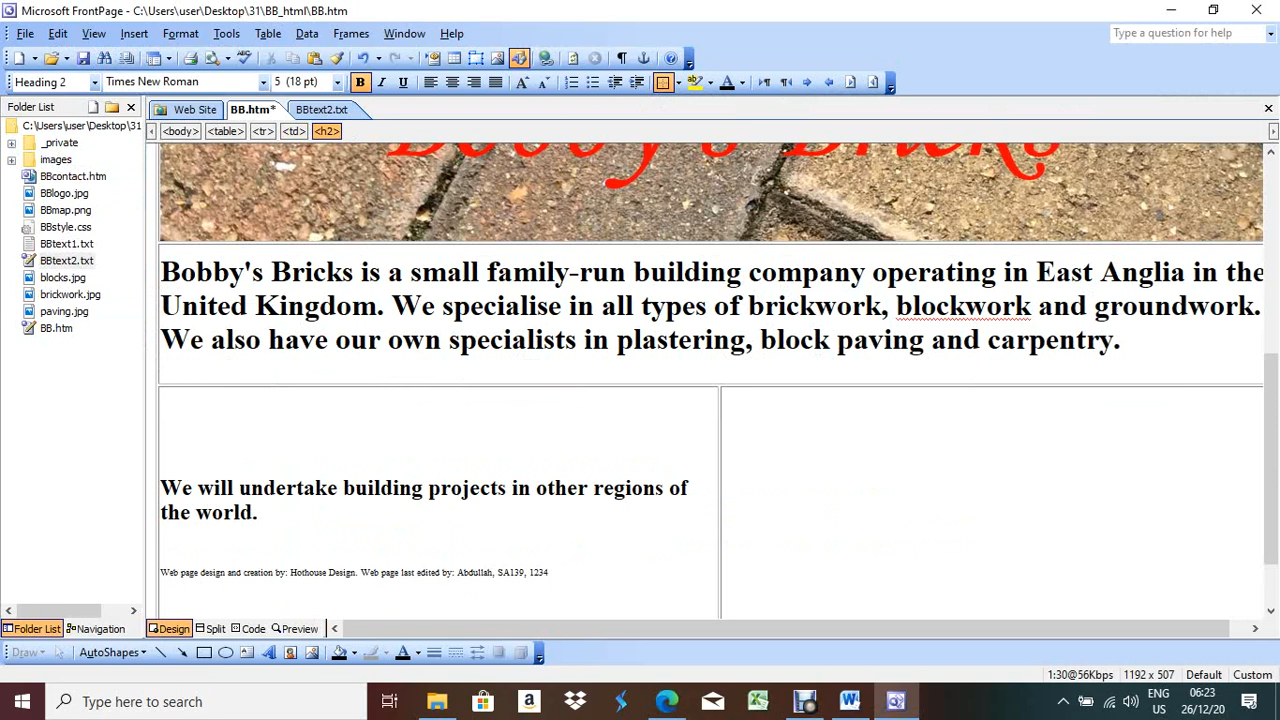 Microsoft FrontPage - C:\Users\user\Desktop\31\BB_html\BB.htm
File Edit View Insert Format Tools Table Data Frames Window Help
Type a question for help
Heading 2 Times New Roman 5 (18 pt) B I U
Folder List
Web Site BB.htm* BBtext2.txt
C:\Users\user\Desktop\31
<body> <table> <tr> <td> <h2>
_private
images
BBcontact.htm
BBlogo.jpg
BBmap.png
BBstyle.css
BBtext1.txt
BBtext2.txt
blocks.jpg
brickwork.jpg
paving.jpg
BB.htm
Bobby's Bricks
Bobby's Bricks is a small family-run building company operating in East Anglia in the
United Kingdom. We specialise in all types of brickwork, blockwork and groundwork.
We also have our own specialists in plastering, block paving and carpentry.
We will undertake building projects in other regions of
the world.
Web page design and creation by: Hothouse Design. Web page last edited by: Abdullah, SA139, 1234
Folder List Navigation Design Split Code Preview
Draw AutoShapes
1:30@56Kbps 1192 x 507 Default Custom
Type here to search
ENG
US
06:23
26/12/20